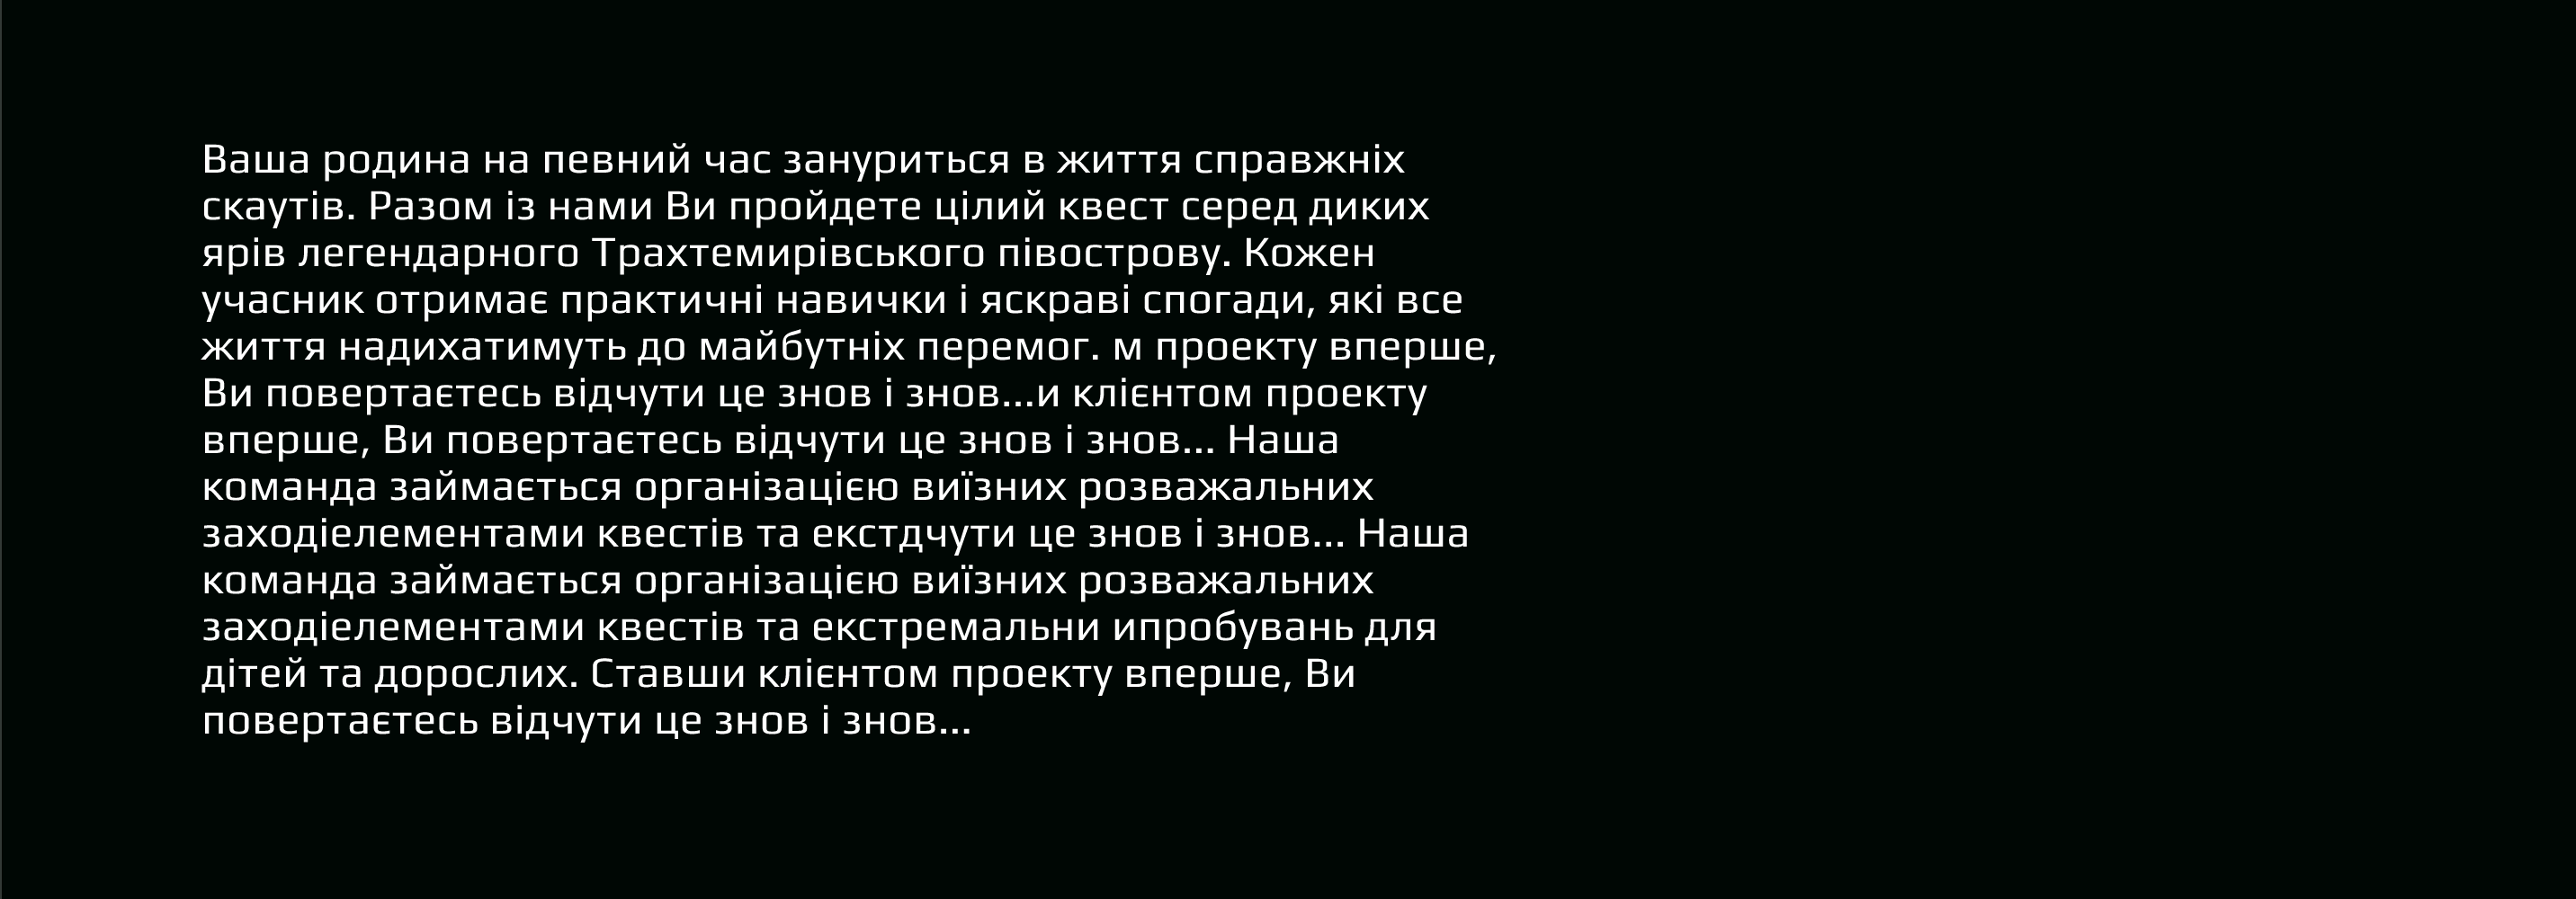 Ваша родина на певний час зануриться в життя справжніх
скаутів. Разом із нами Ви пройдете цілий квест серед диких
ярів легендарного Трахтемирівського півострову. Кожен
учасник отримає практичні навички і яскраві спогади, які все
життя надихатимуть до майбутніх перемог. м проекту вперше,
Ви повертаєтесь відчути це знов і знов...и клієнтом проекту
вперше, Ви повертаєтесь відчути це знов і знов... Наша
команда займається організацією виїзних розважальних
заходіелементами квестів та екстдчути це знов і знов... Наша
команда займається організацією виїзних розважальних
заходіелементами квестів та екстремальни ипробувань для
дітей та дорослих. Ставши клієнтом проекту вперше, Ви
повертаєтесь відчути це знов і знов...